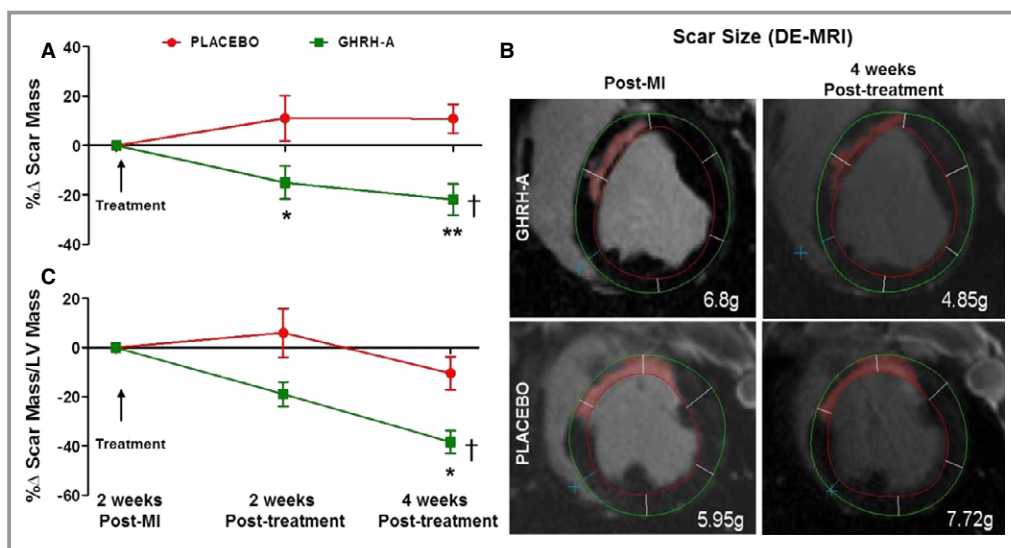 A
PLACEBO
GHRH-A
%Δ Scar Mass
40
20
0
-20
-40
Treatment
*
**
†
C
%Δ Scar Mass/LV Mass
20
0
-20
-40
-60
Treatment
*
†
2 weeks
Post-MI
2 weeks
Post-treatment
4 weeks
Post-treatment
B
Scar Size (DE-MRI)
Post-MI
4 weeks
Post-treatment
GHRH-A
6.8g
4.85g
PLACEBO
5.95g
7.72g